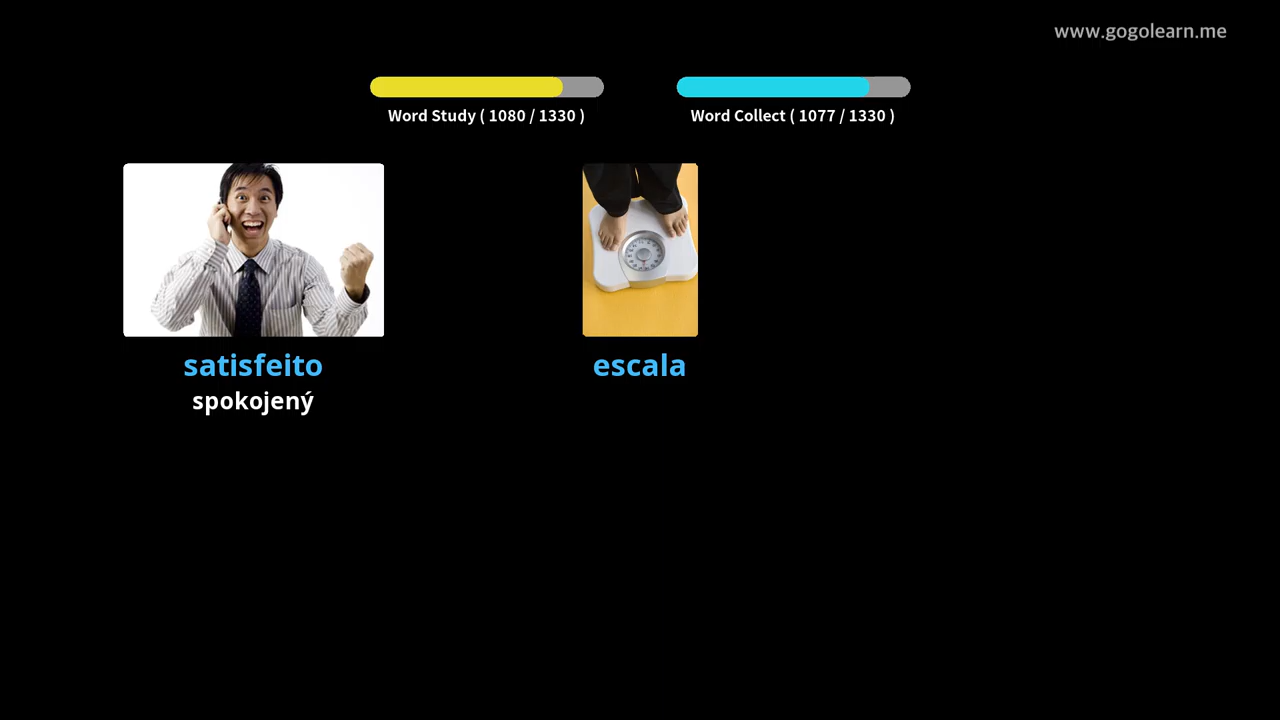 www.gogolearn.me
Word Study ( 1080 / 1330 )
Word Collect ( 1077 / 1330 )
satisfeito
escala
spokojený